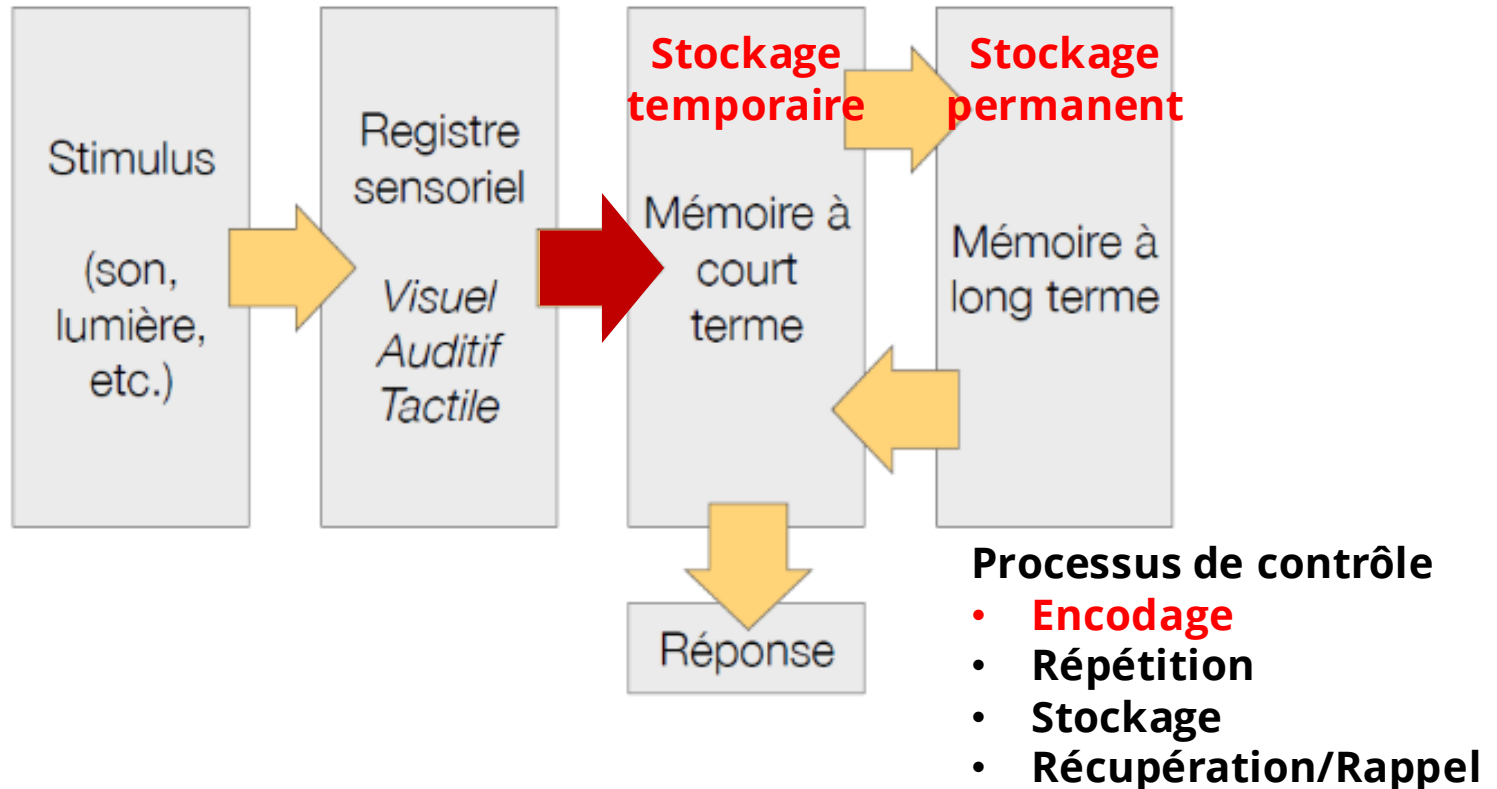 Stimulus
(son,
lumière,
etc.)
Registre
sensoriel
Visuel
Auditif
Tactile
Stockage
temporaire
Mémoire à
court
terme
Stockage
permanent
Mémoire à
long terme
Réponse
Processus de contrôle
• Encodage
• Répétition
• Stockage
• Récupération/Rappel